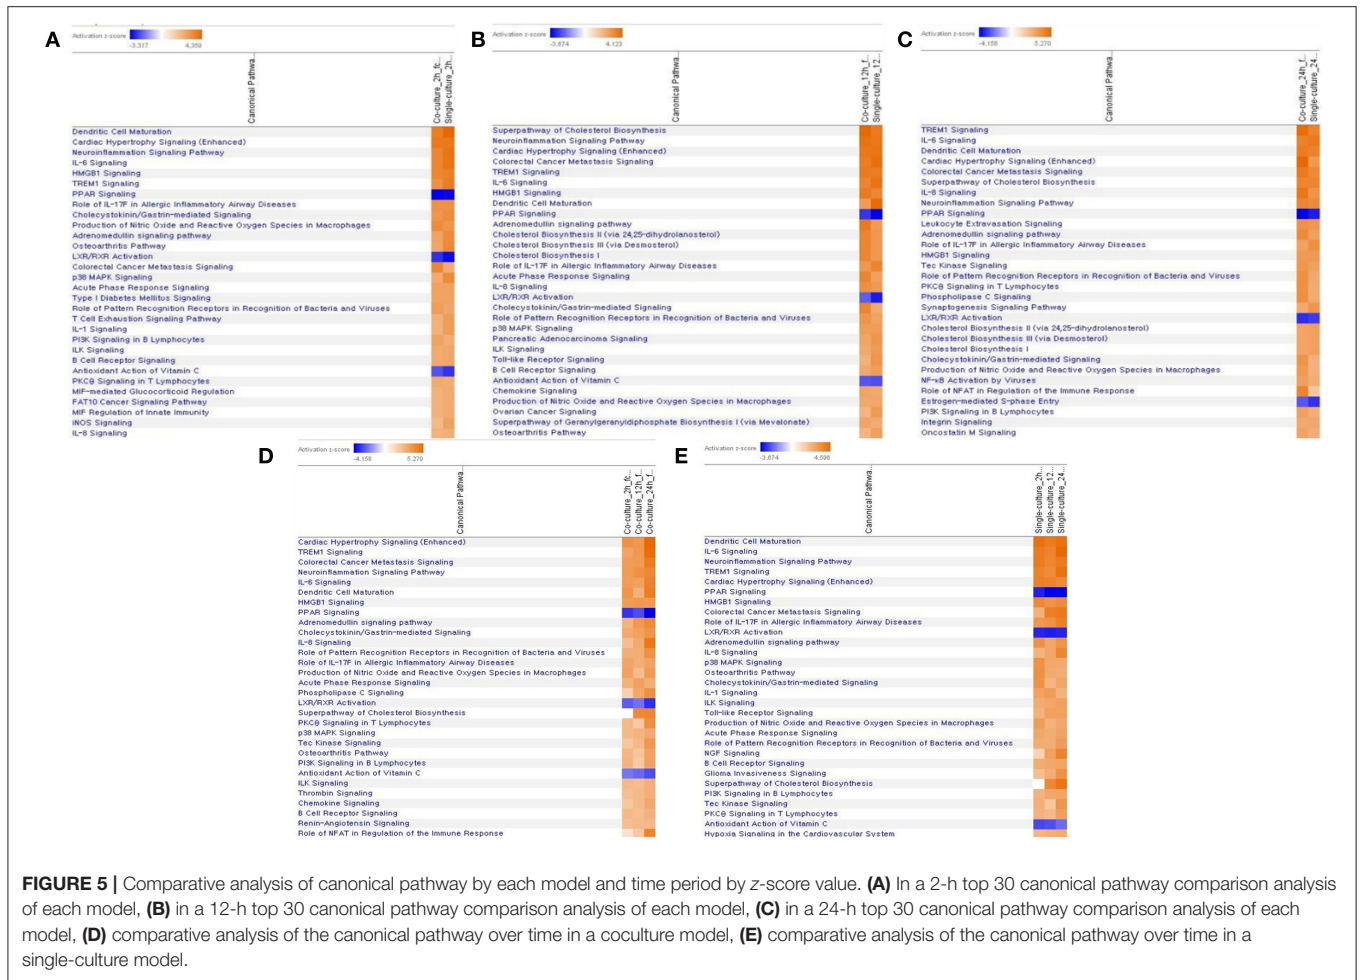 A
Activation z-score
-3.317 4.359
Canonical Pathwa...
Co-culture_2h_fc...
Single-culture_2h...
Dendritic Cell Maturation
Cardiac Hypertrophy Signaling (Enhanced)
Neuroinflammation Signaling Pathway
IL-6 Signaling
HMGB1 Signaling
TREM1 Signaling
PPAR Signaling
Role of IL-17F in Allergic Inflammatory Airway Diseases
Cholecystokinin/Gastrin-mediated Signaling
Production of Nitric Oxide and Reactive Oxygen Species in Macrophages
Adrenomedullin signaling pathway
Osteoarthritis Pathway
LXR/RXR Activation
Colorectal Cancer Metastasis Signaling
p38 MAPK Signaling
Acute Phase Response Signaling
Type I Diabetes Mellitus Signaling
Role of Pattern Recognition Receptors in Recognition of Bacteria and Viruses
T Cell Exhaustion Signaling Pathway
IL-1 Signaling
PI3K Signaling in B Lymphocytes
ILK Signaling
B Cell Receptor Signaling
Antioxidant Action of Vitamin C
PKCθ Signaling in T Lymphocytes
MIF-mediated Glucocorticoid Regulation
FAT10 Cancer Signaling Pathway
MIF Regulation of Innate Immunity
iNOS Signaling
IL-8 Signaling
B
Activation z-score
-3.674 4.123
Canonical Pathwa...
Co-culture_12h_f...
Single-culture_12...
Superpathway of Cholesterol Biosynthesis
Neuroinflammation Signaling Pathway
Cardiac Hypertrophy Signaling (Enhanced)
Colorectal Cancer Metastasis Signaling
TREM1 Signaling
IL-6 Signaling
HMGB1 Signaling
Dendritic Cell Maturation
PPAR Signaling
Adrenomedullin signaling pathway
Cholesterol Biosynthesis II (via 24,25-dihydrolanosterol)
Cholesterol Biosynthesis III (via Desmosterol)
Cholesterol Biosynthesis I
Role of IL-17F in Allergic Inflammatory Airway Diseases
Acute Phase Response Signaling
IL-8 Signaling
LXR/RXR Activation
Cholecystokinin/Gastrin-mediated Signaling
Role of Pattern Recognition Receptors in Recognition of Bacteria and Viruses
p38 MAPK Signaling
Pancreatic Adenocarcinoma Signaling
ILK Signaling
Toll-like Receptor Signaling
B Cell Receptor Signaling
Antioxidant Action of Vitamin C
Chemokine Signaling
Production of Nitric Oxide and Reactive Oxygen Species in Macrophages
Ovarian Cancer Signaling
Superpathway of Geranylgeranyldiphosphate Biosynthesis I (via Mevalonate)
Osteoarthritis Pathway
C
Activation z-score
-4.158 5.270
Canonical Pathwa...
Co-culture_24h_f...
Single-culture_24...
TREM1 Signaling
IL-6 Signaling
Dendritic Cell Maturation
Cardiac Hypertrophy Signaling (Enhanced)
Colorectal Cancer Metastasis Signaling
Superpathway of Cholesterol Biosynthesis
IL-8 Signaling
Neuroinflammation Signaling Pathway
PPAR Signaling
Leukocyte Extravasation Signaling
Adrenomedullin signaling pathway
Role of IL-17F in Allergic Inflammatory Airway Diseases
HMGB1 Signaling
Tec Kinase Signaling
Role of Pattern Recognition Receptors in Recognition of Bacteria and Viruses
PKCθ Signaling in T Lymphocytes
Phospholipase C Signaling
Synaptogenesis Signaling Pathway
LXR/RXR Activation
Cholesterol Biosynthesis II (via 24,25-dihydrolanosterol)
Cholesterol Biosynthesis III (via Desmosterol)
Cholesterol Biosynthesis I
Cholecystokinin/Gastrin-mediated Signaling
Production of Nitric Oxide and Reactive Oxygen Species in Macrophages
NF-κB Activation by Viruses
Role of NFAT in Regulation of the Immune Response
Estrogen-mediated S-phase Entry
PI3K Signaling in B Lymphocytes
Integrin Signaling
Oncostatin M Signaling
D
Activation z-score
-4.158 5.270
Canonical Pathwa...
Co-culture_2h_fc...
Co-culture_12h_f...
Co-culture_24h_f...
Cardiac Hypertrophy Signaling (Enhanced)
TREM1 Signaling
Colorectal Cancer Metastasis Signaling
Neuroinflammation Signaling Pathway
IL-6 Signaling
Dendritic Cell Maturation
HMGB1 Signaling
PPAR Signaling
Adrenomedullin signaling pathway
Cholecystokinin/Gastrin-mediated Signaling
IL-8 Signaling
Role of Pattern Recognition Receptors in Recognition of Bacteria and Viruses
Role of IL-17F in Allergic Inflammatory Airway Diseases
Production of Nitric Oxide and Reactive Oxygen Species in Macrophages
Acute Phase Response Signaling
Phospholipase C Signaling
LXR/RXR Activation
Superpathway of Cholesterol Biosynthesis
PKCθ Signaling in T Lymphocytes
p38 MAPK Signaling
Tec Kinase Signaling
Osteoarthritis Pathway
PI3K Signaling in B Lymphocytes
Antioxidant Action of Vitamin C
ILK Signaling
Thrombin Signaling
Chemokine Signaling
B Cell Receptor Signaling
Renin-Angiotensin Signaling
Role of NFAT in Regulation of the Immune Response
E
Activation z-score
-3.674 4.596
Canonical Pathwa...
Single-culture_2h...
Single-culture_12...
Single-culture_24...
Dendritic Cell Maturation
IL-6 Signaling
Neuroinflammation Signaling Pathway
TREM1 Signaling
Cardiac Hypertrophy Signaling (Enhanced)
PPAR Signaling
HMGB1 Signaling
Colorectal Cancer Metastasis Signaling
Role of IL-17F in Allergic Inflammatory Airway Diseases
LXR/RXR Activation
Adrenomedullin signaling pathway
IL-8 Signaling
p38 MAPK Signaling
Osteoarthritis Pathway
Cholecystokinin/Gastrin-mediated Signaling
IL-1 Signaling
ILK Signaling
Toll-like Receptor Signaling
Production of Nitric Oxide and Reactive Oxygen Species in Macrophages
Acute Phase Response Signaling
Role of Pattern Recognition Receptors in Recognition of Bacteria and Viruses
NGF Signaling
B Cell Receptor Signaling
Glioma Invasiveness Signaling
Superpathway of Cholesterol Biosynthesis
PI3K Signaling in B Lymphocytes
Tec Kinase Signaling
PKCθ Signaling in T Lymphocytes
Antioxidant Action of Vitamin C
Hypoxia Signaling in the Cardiovascular System
FIGURE 5 | Comparative analysis of canonical pathway by each model and time period by z-score value. (A) In a 2-h top 30 canonical pathway comparison analysis
of each model, (B) in a 12-h top 30 canonical pathway comparison analysis of each model, (C) in a 24-h top 30 canonical pathway comparison analysis of each
model, (D) comparative analysis of the canonical pathway over time in a coculture model, (E) comparative analysis of the canonical pathway over time in a
single-culture model.